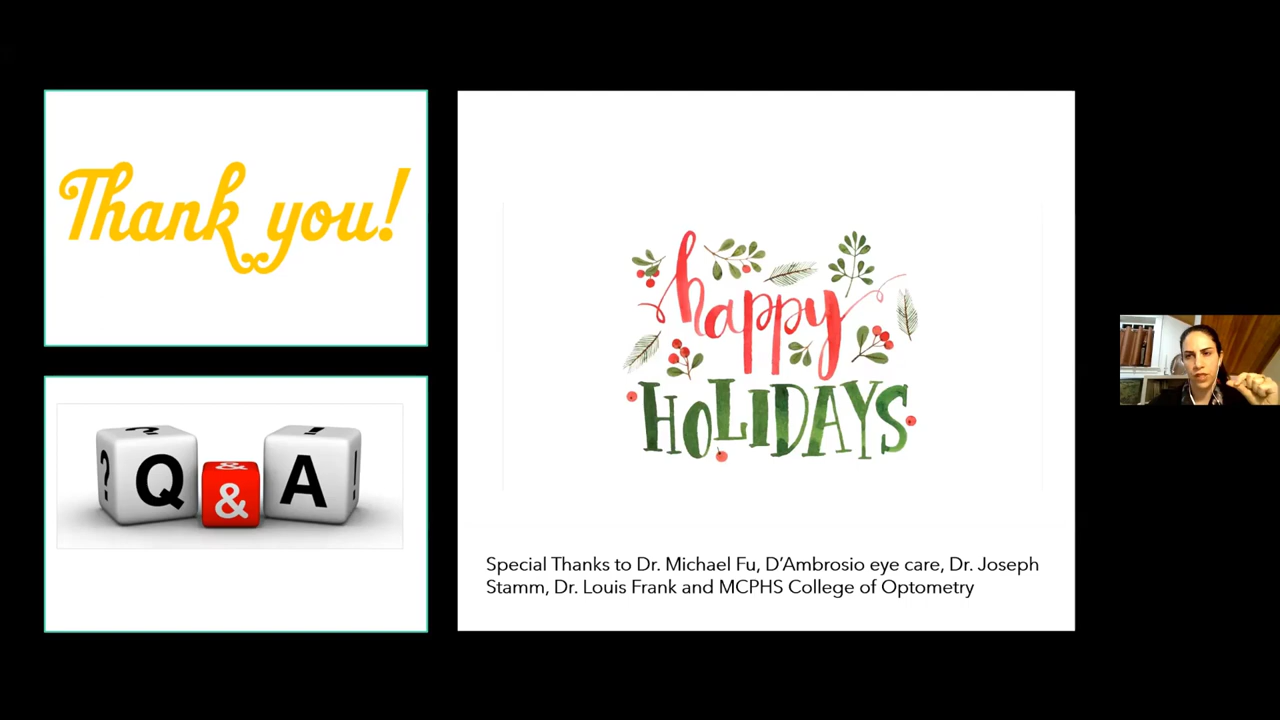 Thank you!
? Q ? & & A ! !
happy
HOLIDAYS
Special Thanks to Dr. Michael Fu, D’Ambrosio eye care, Dr. Joseph
Stamm, Dr. Louis Frank and MCPHS College of Optometry